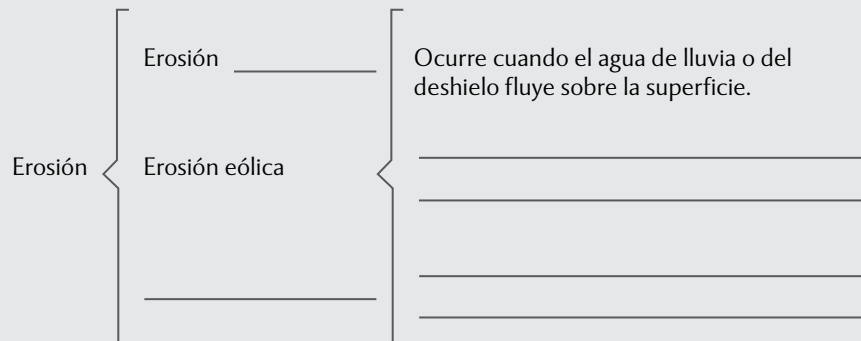 Erosión
Ocurre cuando el agua de lluvia o del
deshielo fluye sobre la superficie.
Erosión
Erosión eólica